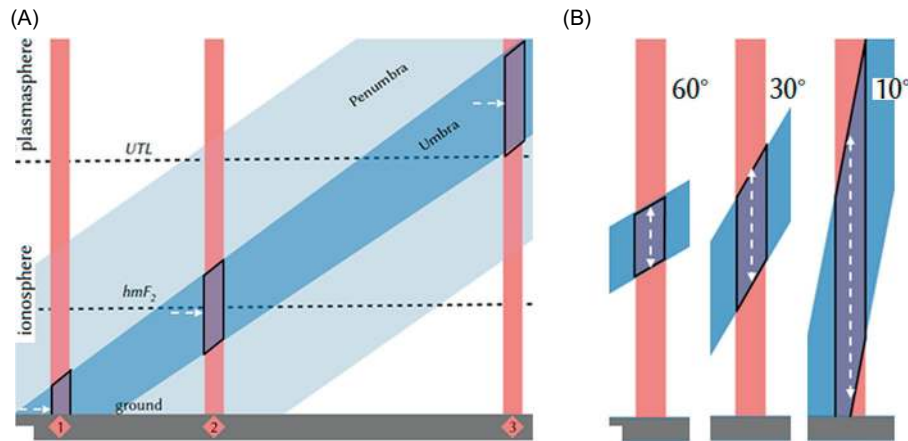 (A)
plasmasphere
Penumbra
Umbra
UTL
ionosphere
hmF₂
ground
1
2
3
(B)
60°
30°
10°